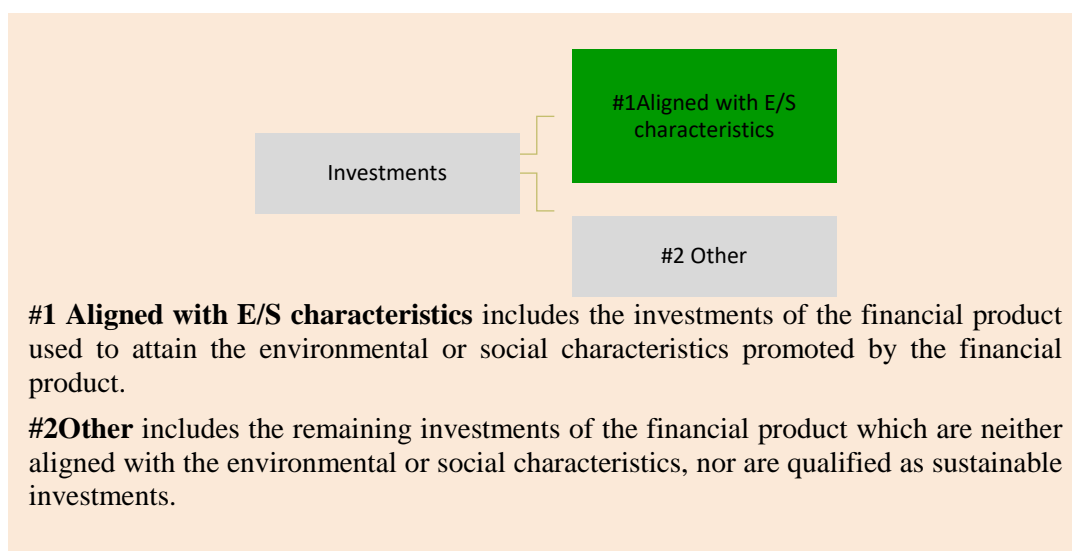 #1Aligned with E/S
characteristics
Investments
#2 Other
#1 Aligned with E/S characteristics includes the investments of the financial product
used to attain the environmental or social characteristics promoted by the financial
product.
#2Other includes the remaining investments of the financial product which are neither
aligned with the environmental or social characteristics, nor are qualified as sustainable
investments.